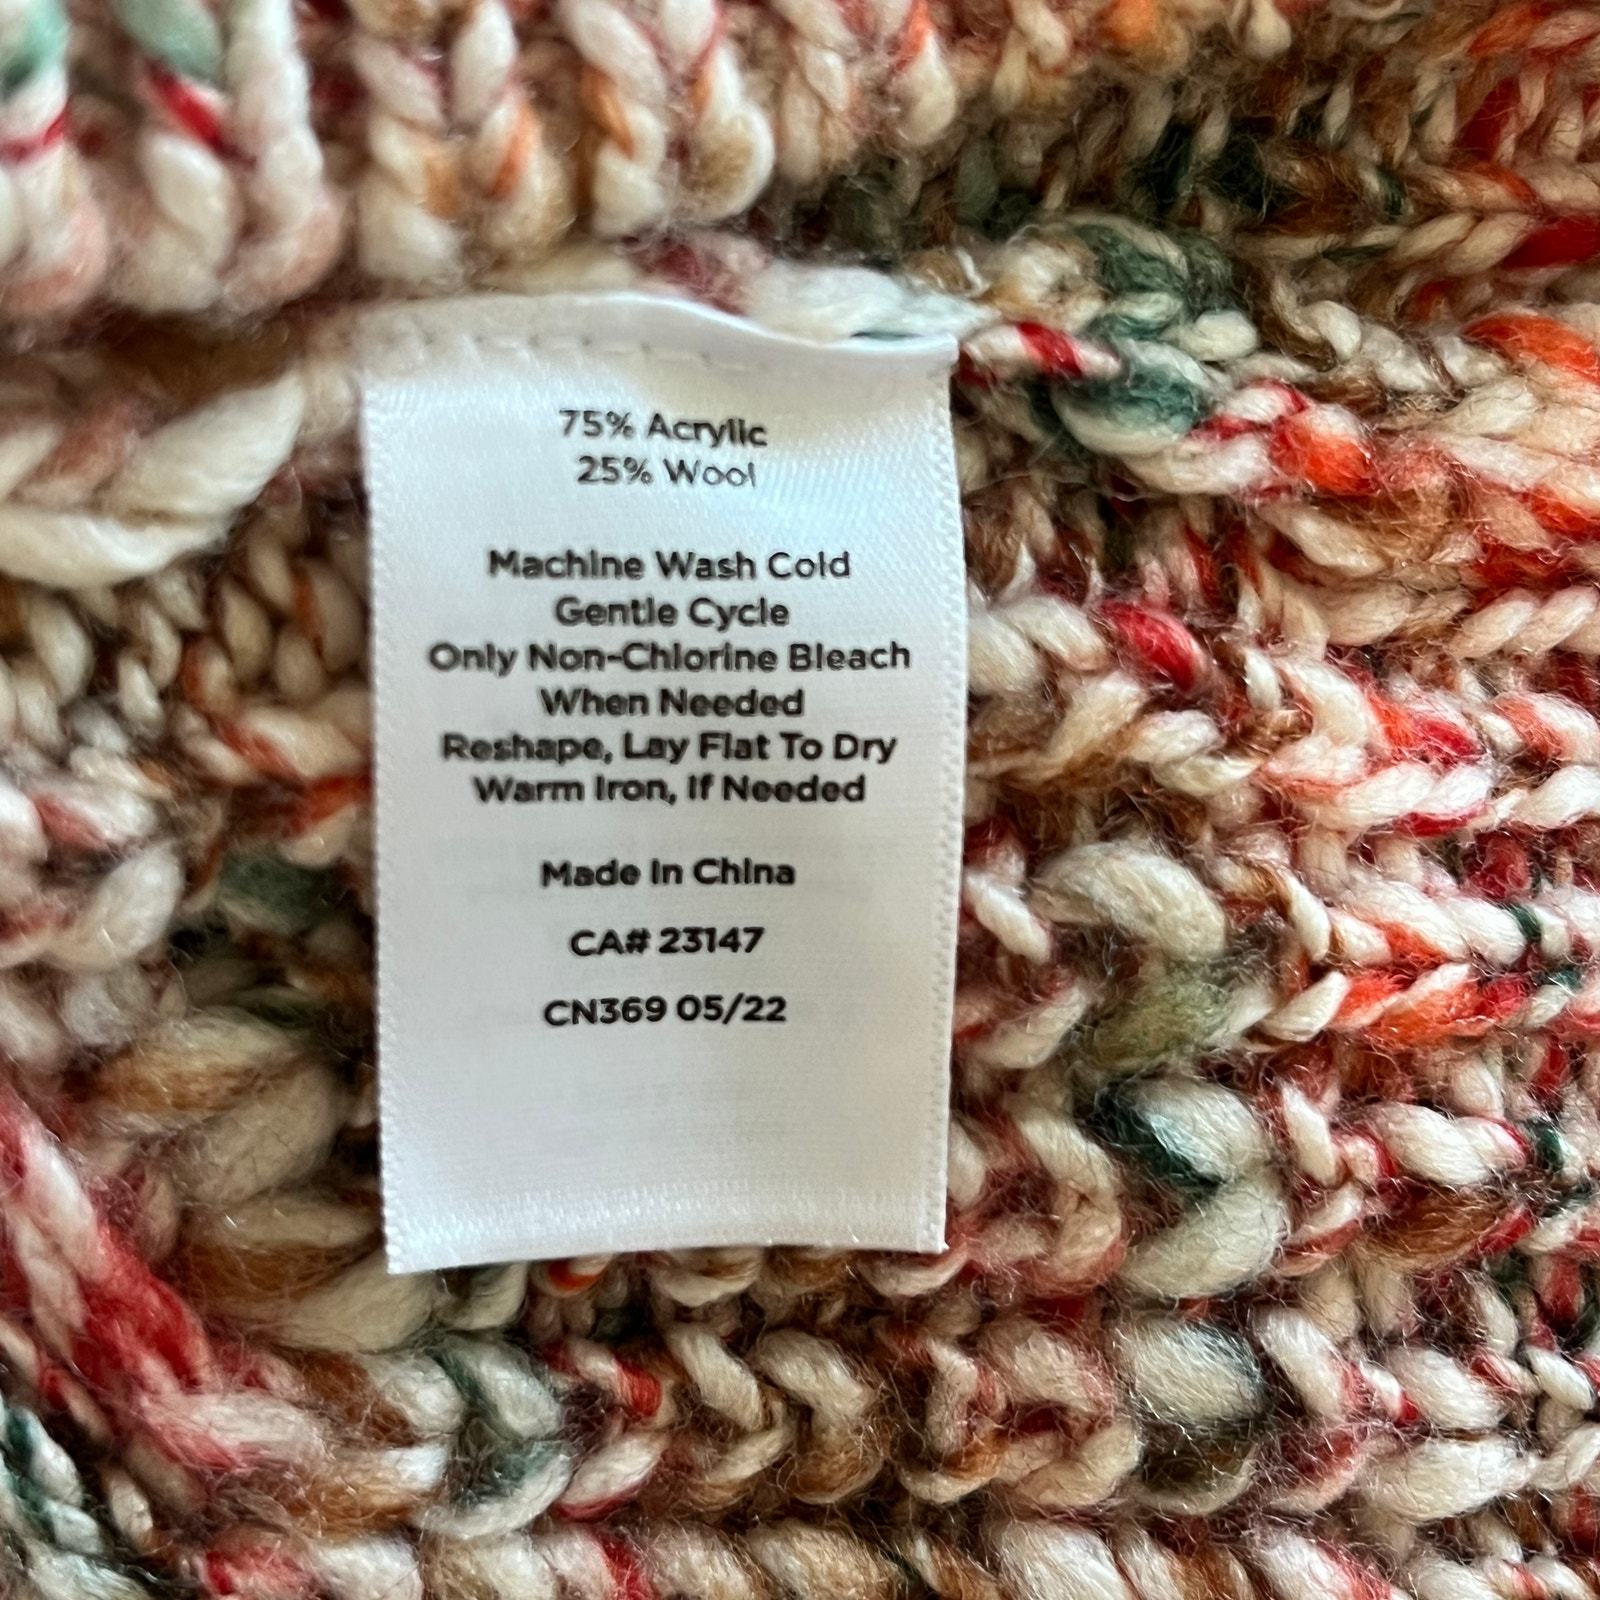 75% Acrylic
25% Wool
Machine Wash Cold
Gentle Cycle
Only Non-Chlorine Bleach
When Needed
Reshape, Lay Flat To Dry
Warm Iron, If Needed
Made In China
CA# 23147
CN369 05/22